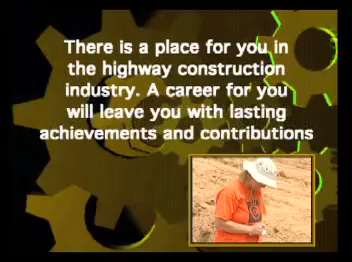 There is a place for you in
the highway construction
industry. A career for you
will leave you with lasting
achievements and contributions